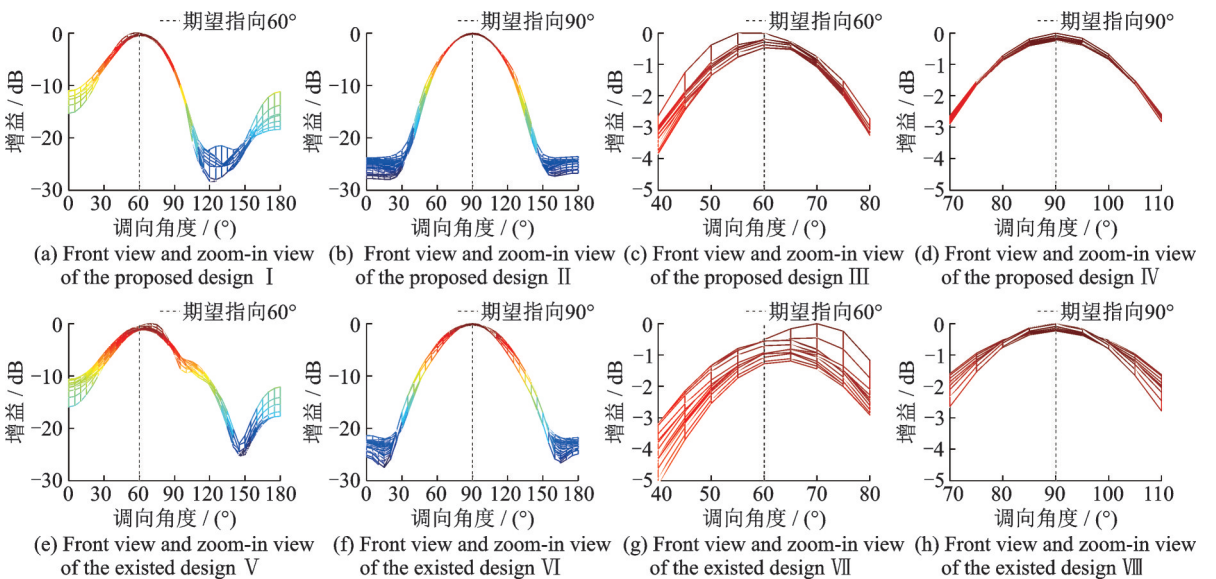 期望指向60°
期望指向90°
期望指向60°
期望指向90°
增益 / dB
0
−10
−20
−30
0 30 60 90 120 150 180
调向角度 / (°)
增益 / dB
0
−10
−20
−30
0 30 60 90 120 150 180
调向角度 / (°)
增益 / dB
0
−1
−2
−3
−4
−5
40 50 60 70 80
调向角度 / (°)
增益 / dB
0
−1
−2
−3
−4
−5
70 80 90 100 110
调向角度 / (°)
(a) Front view and zoom-in view
of the proposed design Ⅰ
(b) Front view and zoom-in view
of the proposed design Ⅱ
(c) Front view and zoom-in view
of the proposed design Ⅲ
(d) Front view and zoom-in view
of the proposed design Ⅳ
期望指向60°
期望指向90°
期望指向60°
期望指向90°
增益 / dB
0
−10
−20
−30
0 30 60 90 120 150 180
调向角度 / (°)
增益 / dB
0
−10
−20
−30
0 30 60 90 120 150 180
调向角度 / (°)
增益 / dB
0
−1
−2
−3
−4
−5
40 50 60 70 80
调向角度 / (°)
增益 / dB
0
−1
−2
−3
−4
−5
70 80 90 100 110
调向角度 / (°)
(e) Front view and zoom-in view
of the existed design Ⅴ
(f) Front view and zoom-in view
of the existed design Ⅵ
(g) Front view and zoom-in view
of the existed design Ⅶ
(h) Front view and zoom-in view
of the existed design Ⅷ